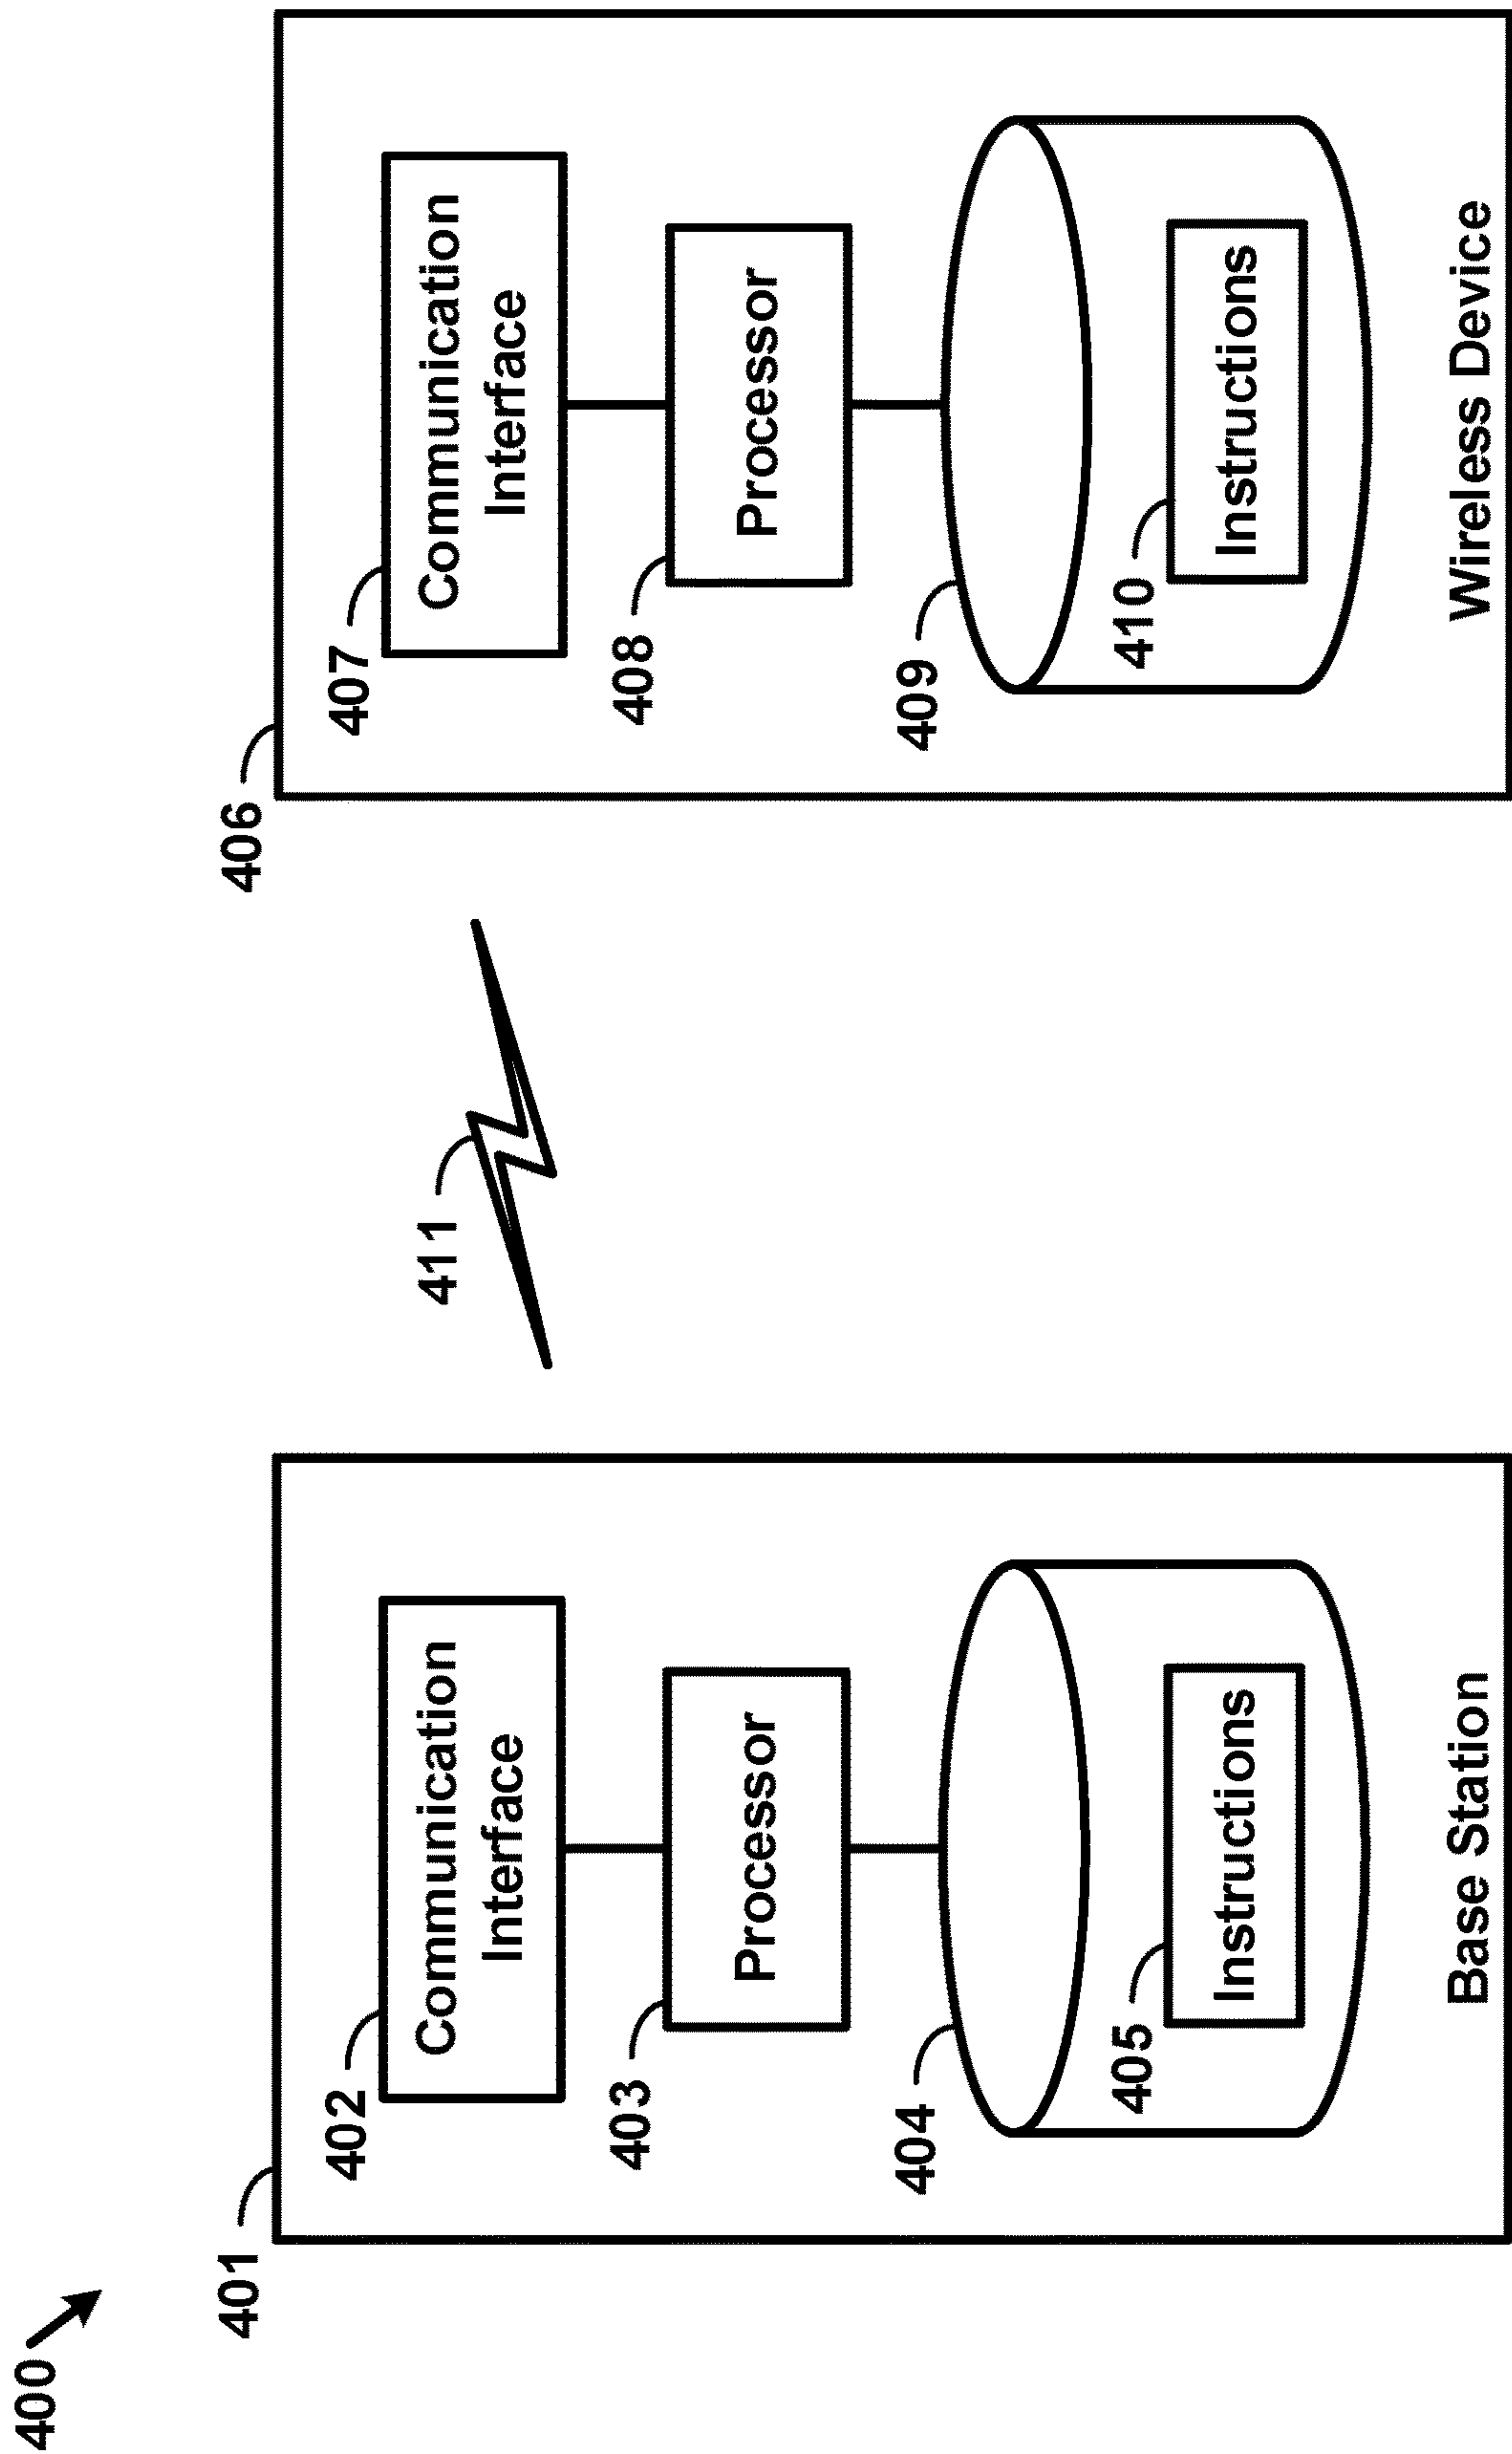 400
401
402
Communication
Interface
403
Processor
404
405
Instructions
Base Station
411
406
407
Communication
Interface
408
Processor
409
410
Instructions
Wireless Device